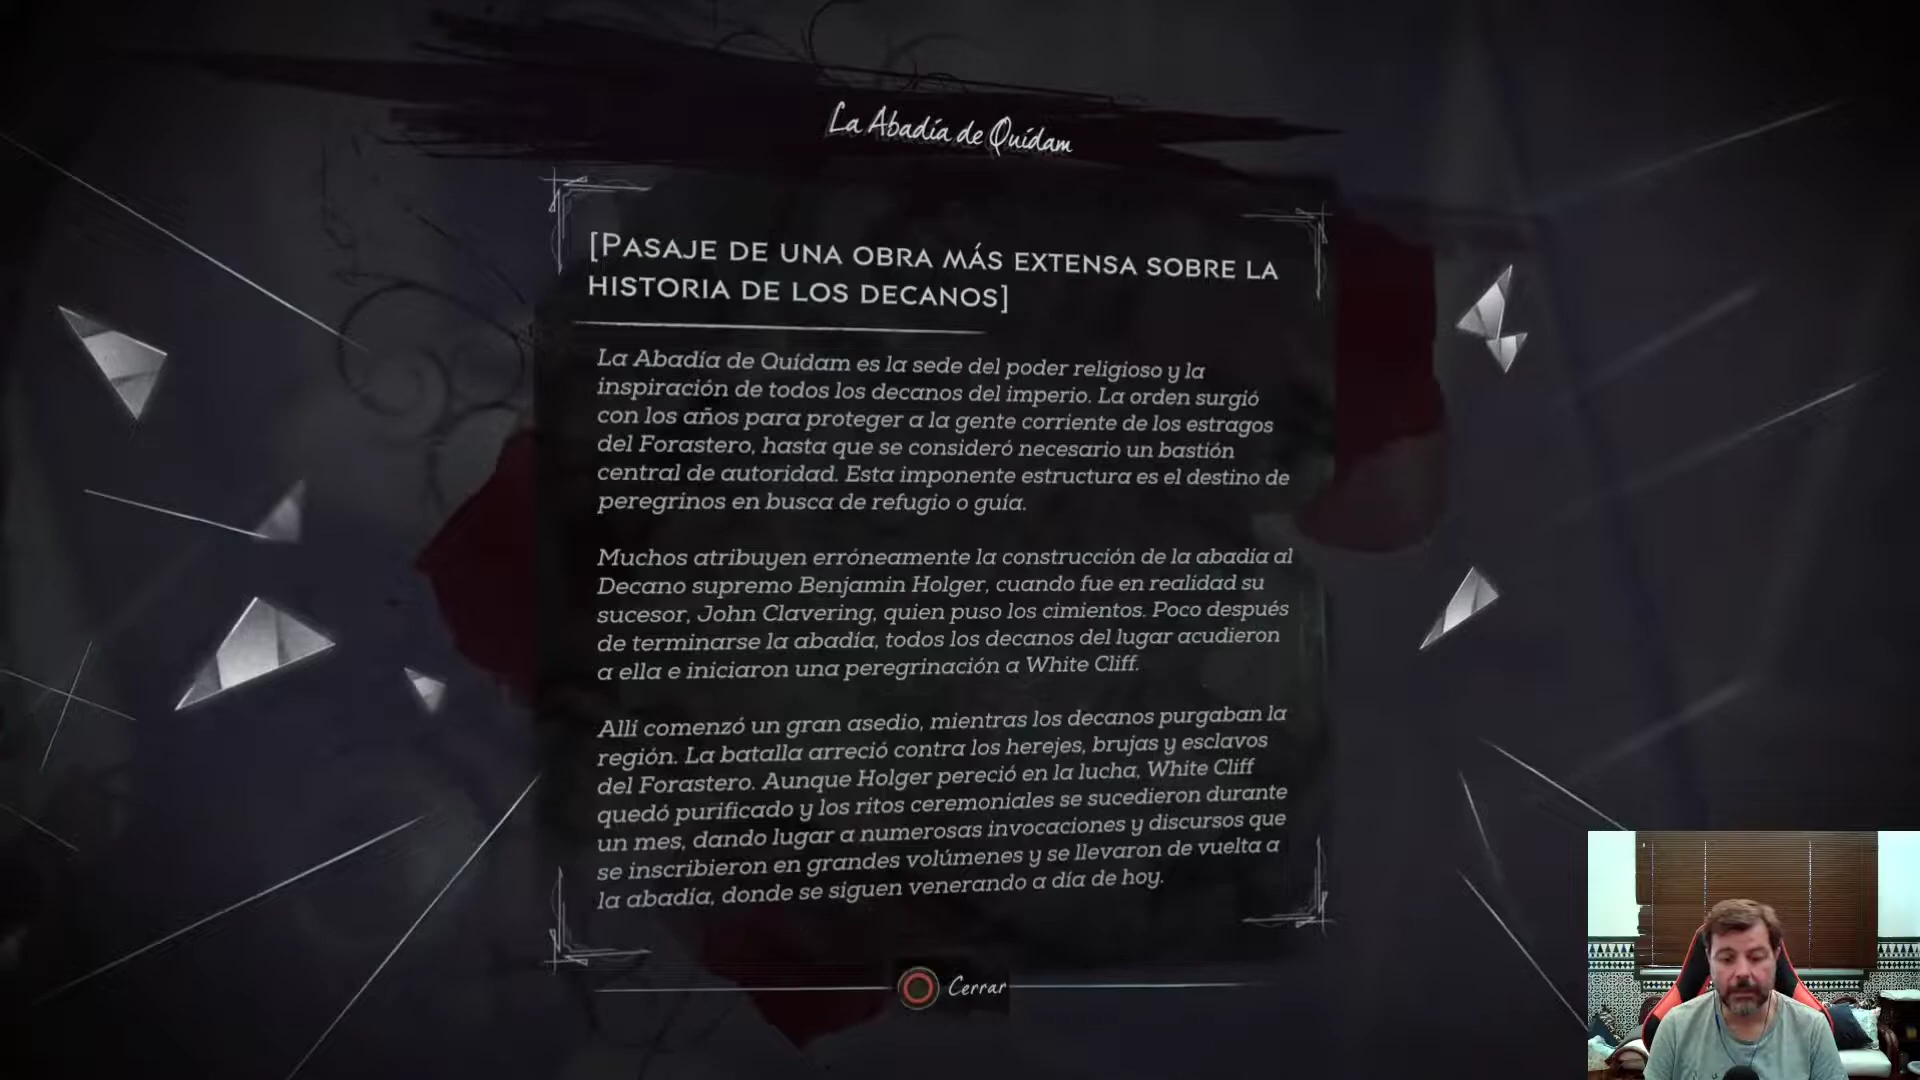 La Abadía de Quídam
[Pasaje de una obra más extensa sobre la
historia de los decanos]
La Abadía de Quídam es la sede del poder religioso y la
inspiración de todos los decanos del imperio. La orden surgió
con los años para proteger a la gente corriente de los estragos
del Forastero, hasta que se consideró necesario un bastión
central de autoridad. Esta imponente estructura es el destino de
peregrinos en busca de refugio o guía.
Muchos atribuyen erróneamente la construcción de la abadía al
Decano supremo Benjamin Holger, cuando fue en realidad su
sucesor, John Clavering, quien puso los cimientos. Poco después
de terminarse la abadía, todos los decanos del lugar acudieron
a ella e iniciaron una peregrinación a White Cliff.
Allí comenzó un gran asedio, mientras los decanos purgaban la
región. La batalla arreció contra los herejes, brujas y esclavos
del Forastero. Aunque Holger pereció en la lucha, White Cliff
quedó purificado y los ritos ceremoniales se sucedieron durante
un mes, dando lugar a numerosas invocaciones y discursos que
se inscribieron en grandes volúmenes y se llevaron de vuelta a
la abadía, donde se siguen venerando a día de hoy.
Cerrar